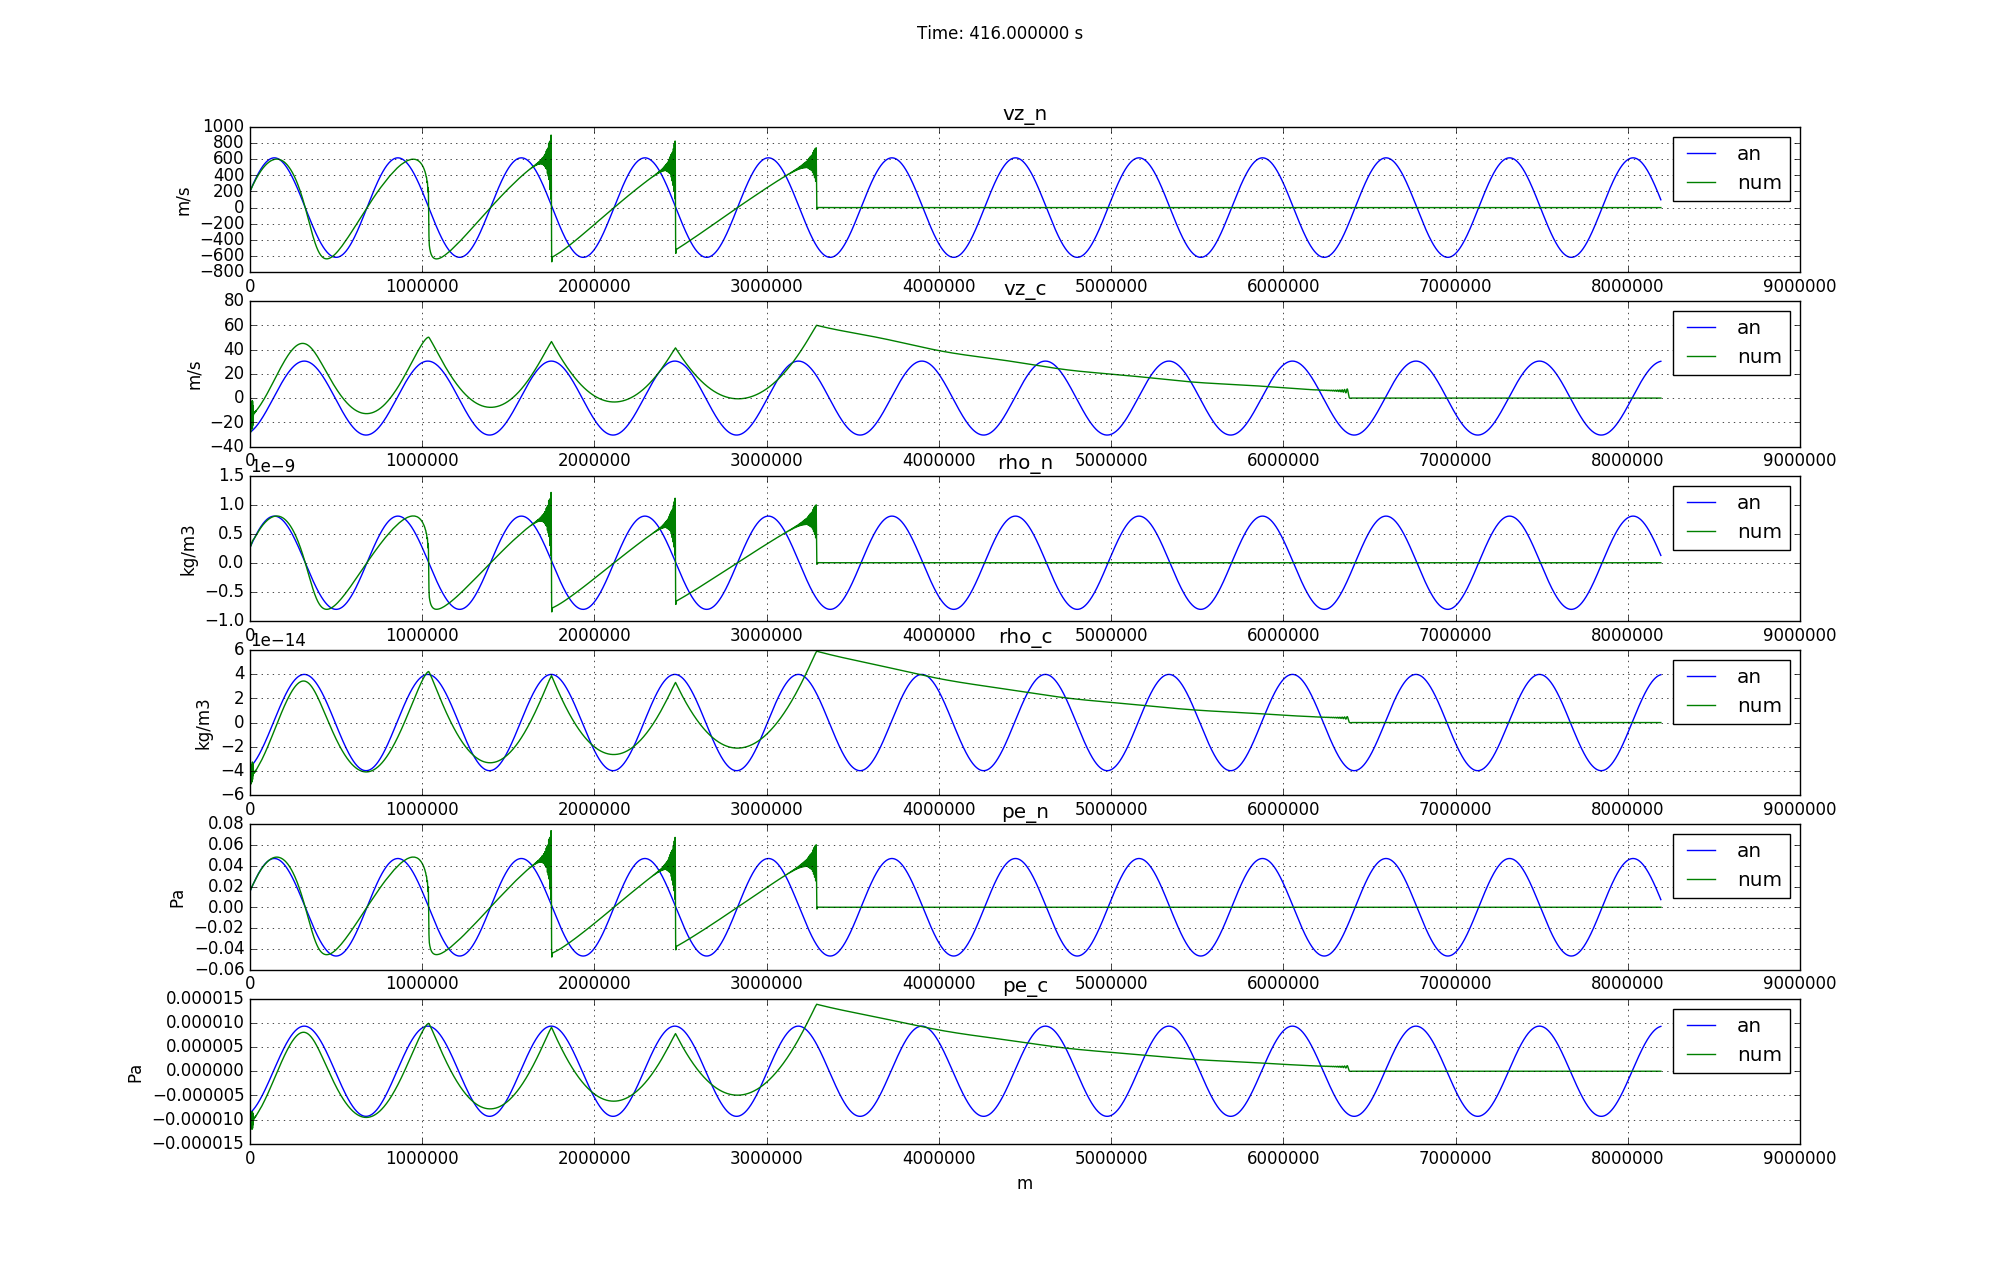 Time: 416.000000 s
vz_n
1000
800
600
400
200
0
−200
−400
−600
−800
m/s
an
num
0 1000000 2000000 3000000 4000000 5000000 6000000 7000000 8000000 9000000
vz_c
80
60
40
20
0
−20
−40
m/s
an
num
0 1000000 2000000 3000000 4000000 5000000 6000000 7000000 8000000 9000000
1e−9
rho_n
1.5
1.0
0.5
0.0
−0.5
−1.0
kg/m3
an
num
0 1000000 2000000 3000000 4000000 5000000 6000000 7000000 8000000 9000000
1e−14
rho_c
6
4
2
0
−2
−4
−6
kg/m3
an
num
0 1000000 2000000 3000000 4000000 5000000 6000000 7000000 8000000 9000000
pe_n
0.08
0.06
0.04
0.02
0.00
−0.02
−0.04
−0.06
Pa
an
num
0 1000000 2000000 3000000 4000000 5000000 6000000 7000000 8000000 9000000
pe_c
0.000015
0.000010
0.000005
0.000000
−0.000005
−0.000010
−0.000015
Pa
an
num
0 1000000 2000000 3000000 4000000 5000000 6000000 7000000 8000000 9000000
m